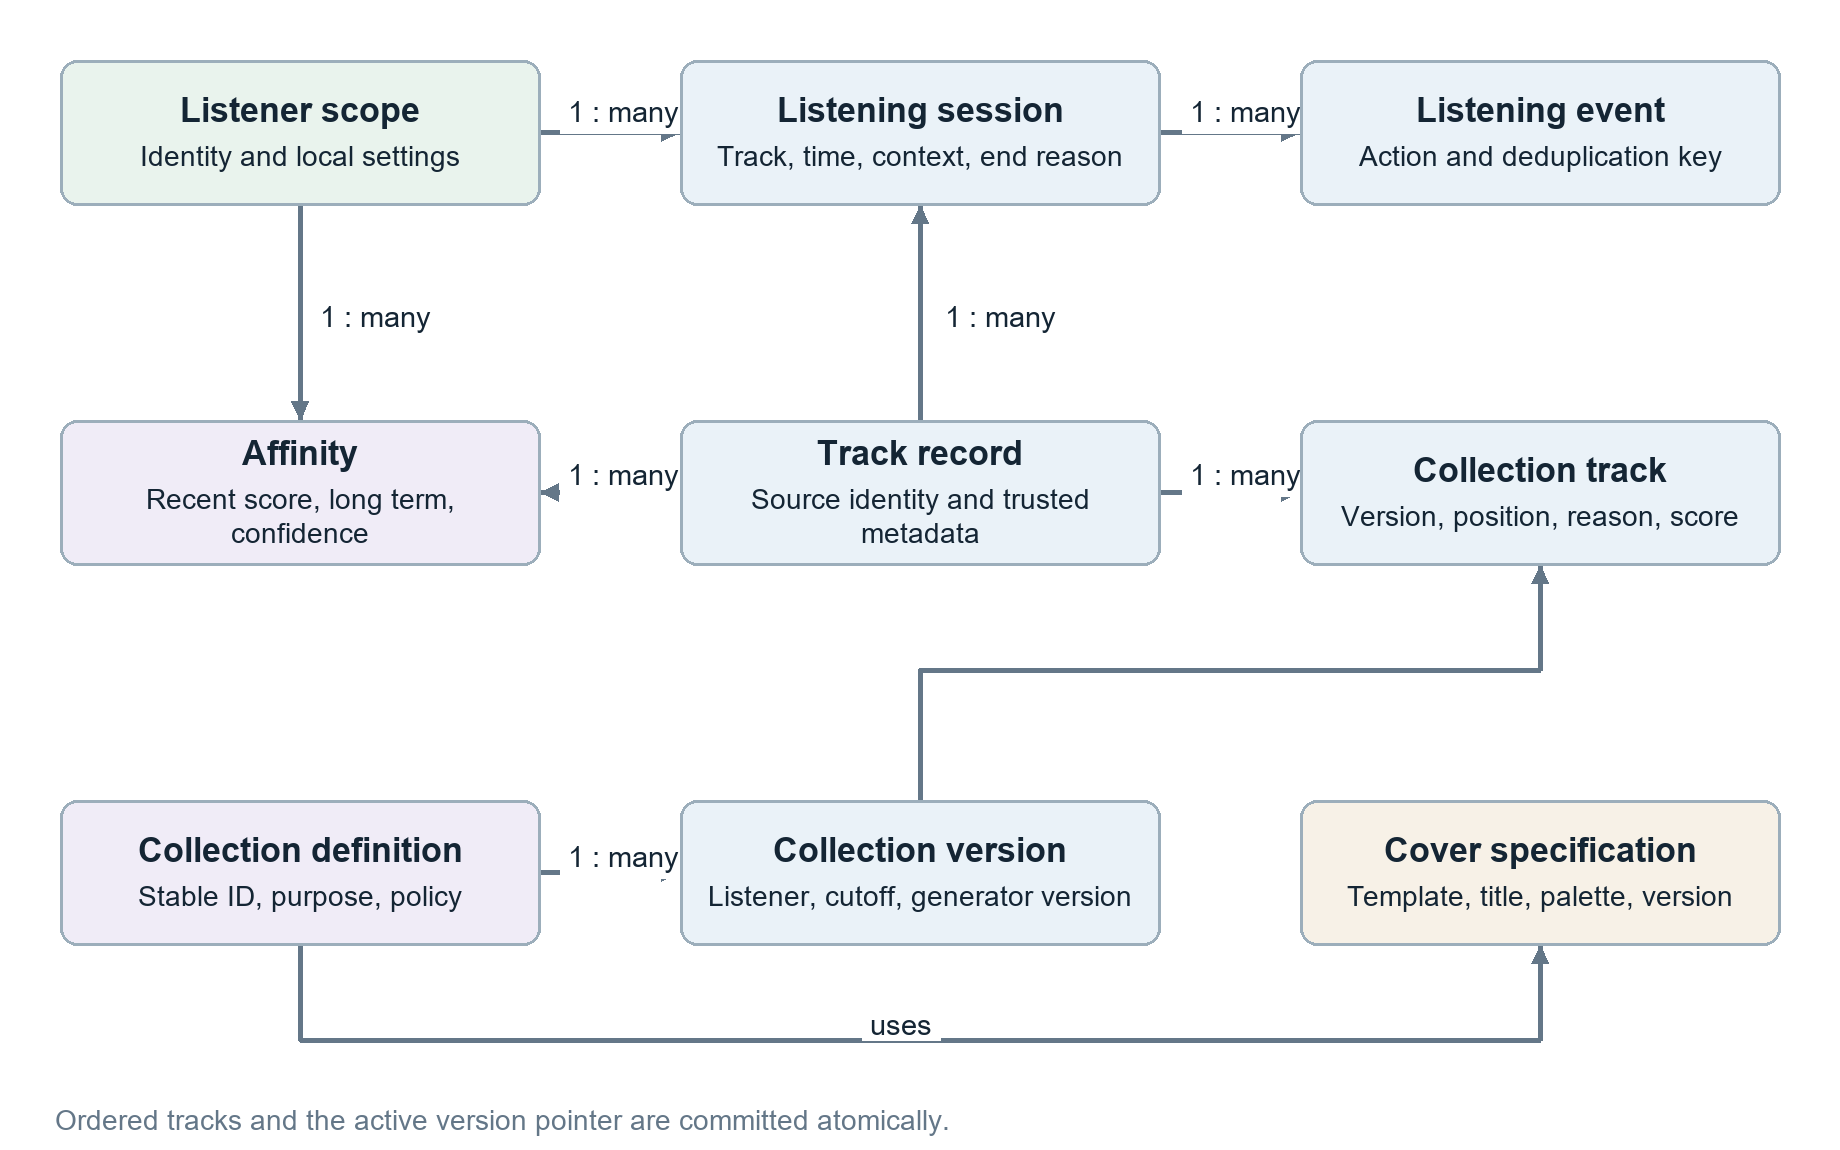 Listener scope
Identity and local settings
1 : many
Listening session
Track, time, context, end reason
1 : many
Listening event
Action and deduplication key
1 : many
1 : many
Affinity
Recent score, long term,
confidence
1 : many
Track record
Source identity and trusted
metadata
1 : many
Collection track
Version, position, reason, score
Collection definition
Stable ID, purpose, policy
1 : many
Collection version
Listener, cutoff, generator version
Cover specification
Template, title, palette, version
uses
Ordered tracks and the active version pointer are committed atomically.